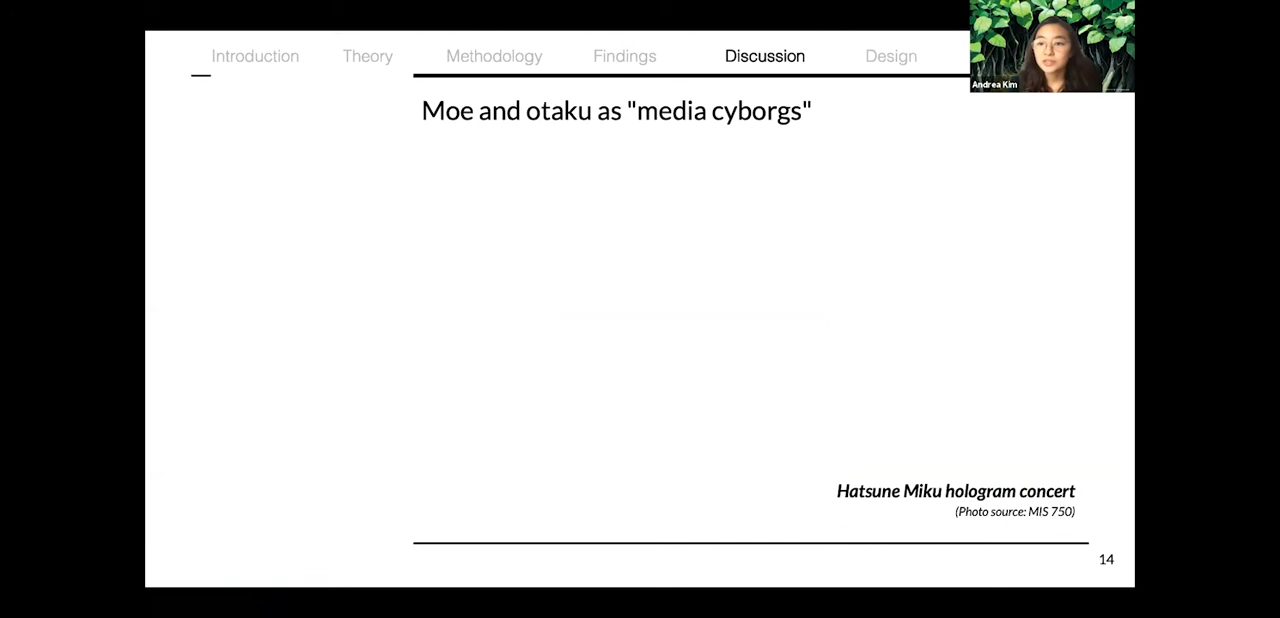 Introduction Theory Methodology Findings Discussion Design
Andrea Kim
Moe and otaku as "media cyborgs"
Hatsune Miku hologram concert
(Photo source: MIS 750)
14